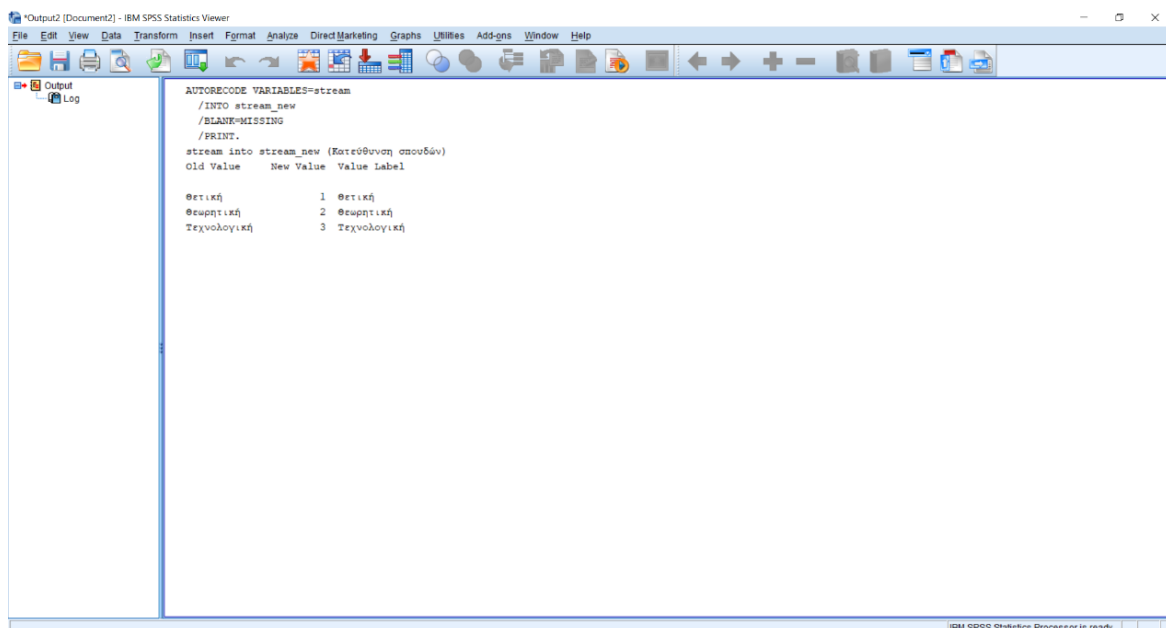 *Output2 [Document2] - IBM SPSS Statistics Viewer
File Edit View Data Transform Insert Format Analyze Direct Marketing Graphs Utilities Add-ons Window Help
Output
Log
AUTORECODE VARIABLES=stream
/INTO stream_new
/BLANK=MISSING
/PRINT.
stream into stream_new (Κατεύθυνση σπουδών)
Old Value New Value Value Label
Θετική 1 Θετική
Θεωρητική 2 Θεωρητική
Τεχνολογική 3 Τεχνολογική
IBM SPSS Statistics Processor is ready